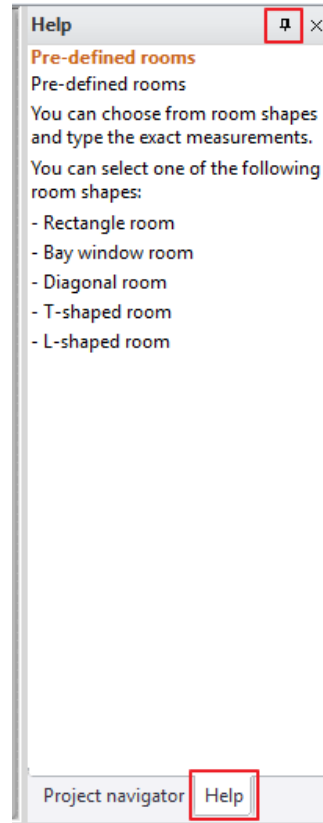 Help
Pre-defined rooms
Pre-defined rooms
You can choose from room shapes
and type the exact measurements.
You can select one of the following
room shapes:
- Rectangle room
- Bay window room
- Diagonal room
- T-shaped room
- L-shaped room
Project navigator Help